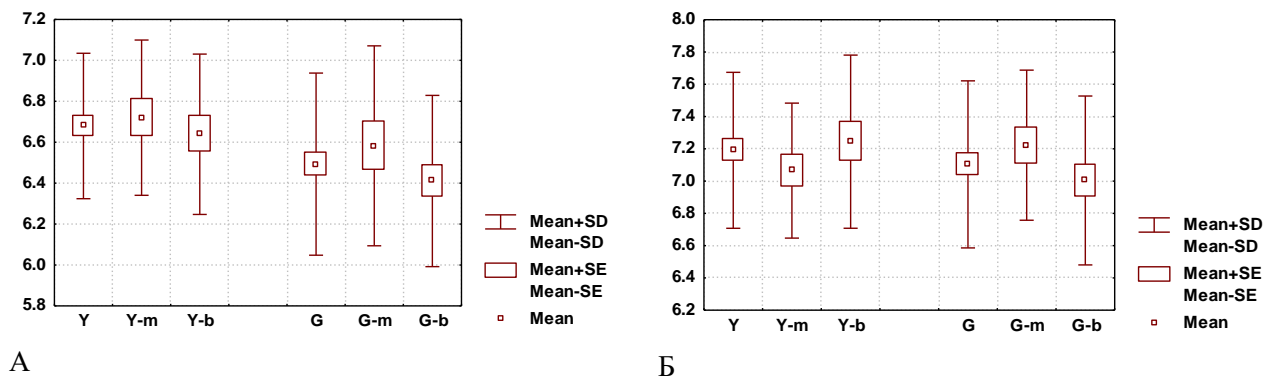 7.2
7.0
6.8
6.6
6.4
6.2
6.0
5.8
Y Y-m Y-b G G-m G-b
Mean+SD
Mean-SD
Mean+SE
Mean-SE
Mean
А
8.0
7.8
7.6
7.4
7.2
7.0
6.8
6.6
6.4
6.2
Y Y-m Y-b G G-m G-b
Mean+SD
Mean-SD
Mean+SE
Mean-SE
Mean
Б